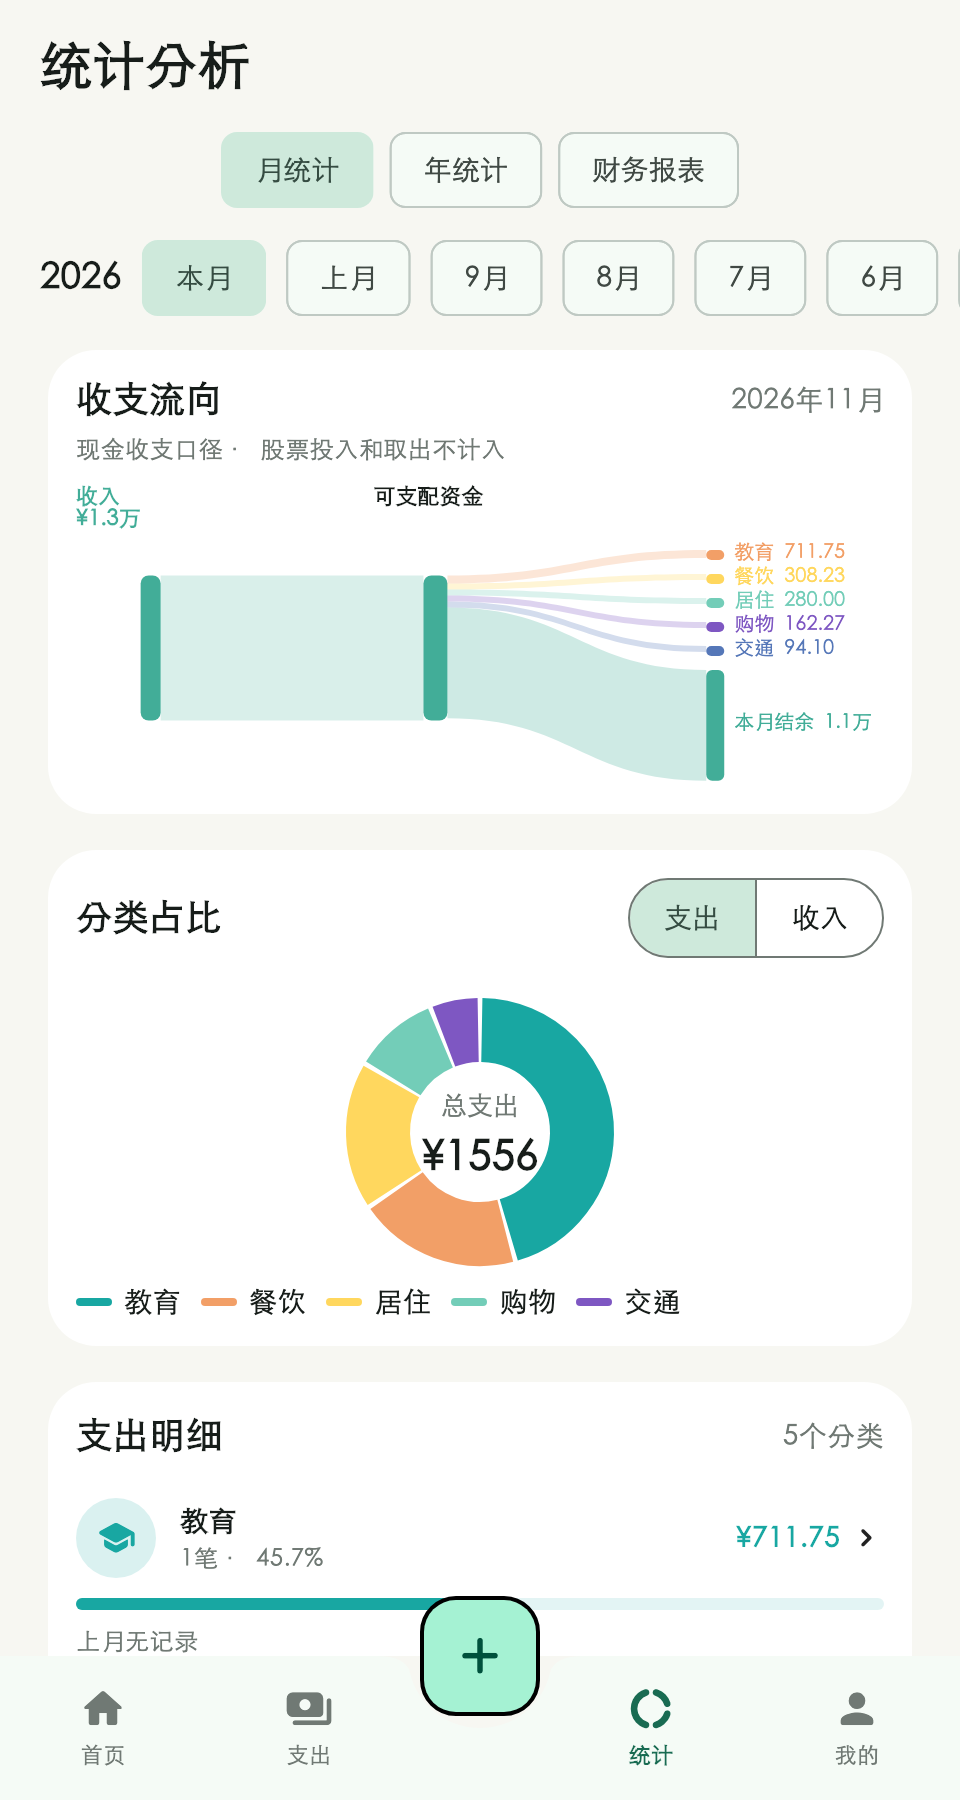 统计分析
月统计 年统计 财务报表
2026 本月 上月 9月 8月 7月 6月
收支流向 2026年11月
现金收支口径 · 股票投入和取出不计入
收入 可支配资金
¥1.3万
教育 711.75
餐饮 308.23
居住 280.00
购物 162.27
交通 94.10
本月结余 1.1万
分类占比 支出 收入
总支出
¥1556
教育 餐饮 居住 购物 交通
支出明细 5个分类
教育 ¥711.75
1笔 · 45.7%
上月无记录
+
首页 支出 统计 我的